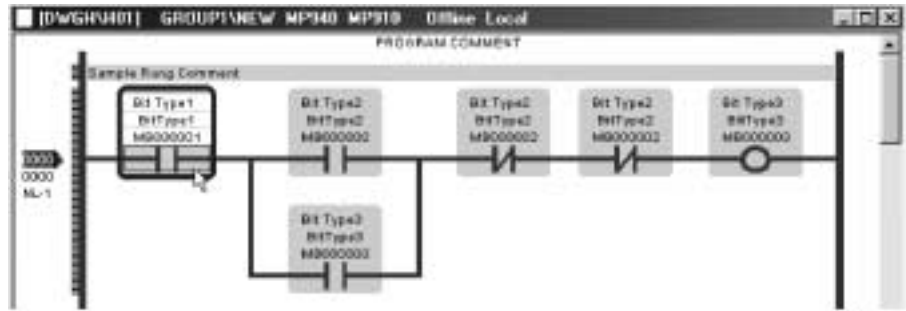 [DWGH\H01] GROUP1\NEW MP940 MP910 Offline Local
PROGRAM COMMENT
Sample Rung Comment
Bit Type1
BitType1
MB000001
Bit Type2
BitType2
MB000002
Bit Type2
BitType2
MB000002
Bit Type2
BitType2
MB000002
Bit Type3
BitType3
MB000003
0000
0000
NL-1
Bit Type3
BitType3
MB000003